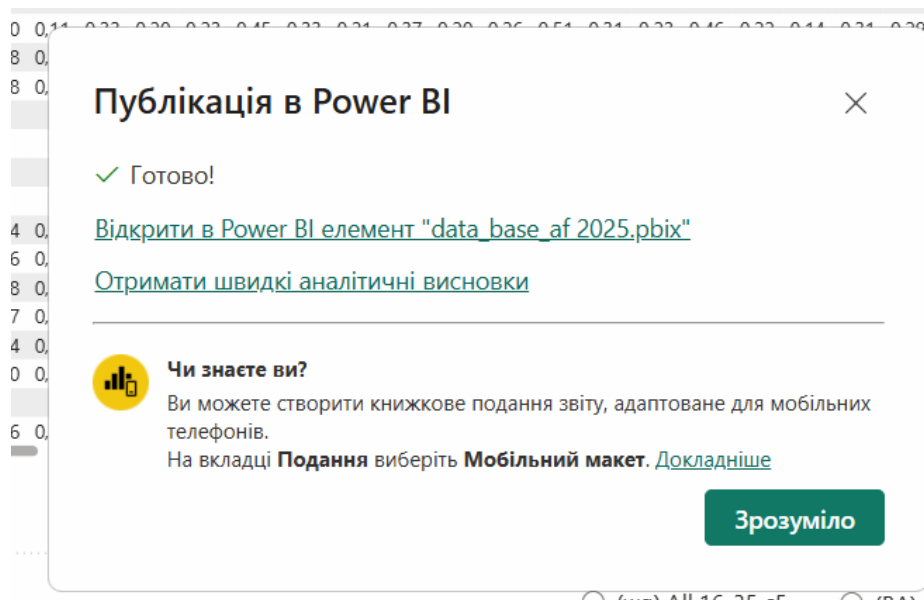 Публікація в Power BI
Готово!
Відкрити в Power BI елемент "data_base_af 2025.pbix"
Отримати швидкі аналітичні висновки
Чи знаєте ви?
Ви можете створити книжкове подання звіту, адаптоване для мобільних
телефонів.
На вкладці Подання виберіть Мобільний макет. Докладніше
Зрозуміло